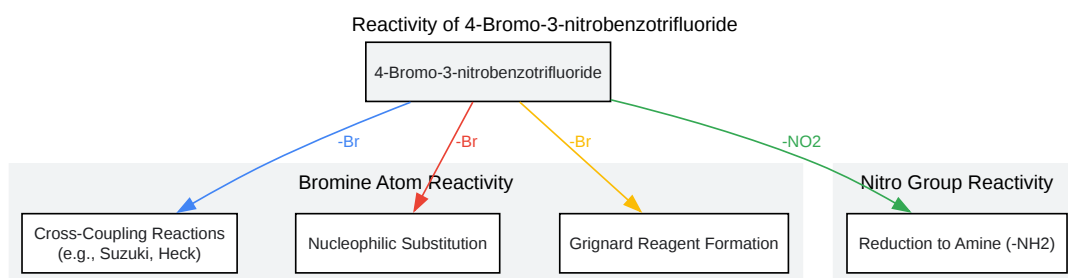 Reactivity of 4-Bromo-3-nitrobenzotrifluoride
4-Bromo-3-nitrobenzotrifluoride
-Br
-Br
-Br
-NO2
Bromine Atom Reactivity
Nitro Group Reactivity
Cross-Coupling Reactions
(e.g., Suzuki, Heck)
Nucleophilic Substitution
Grignard Reagent Formation
Reduction to Amine (-NH2)